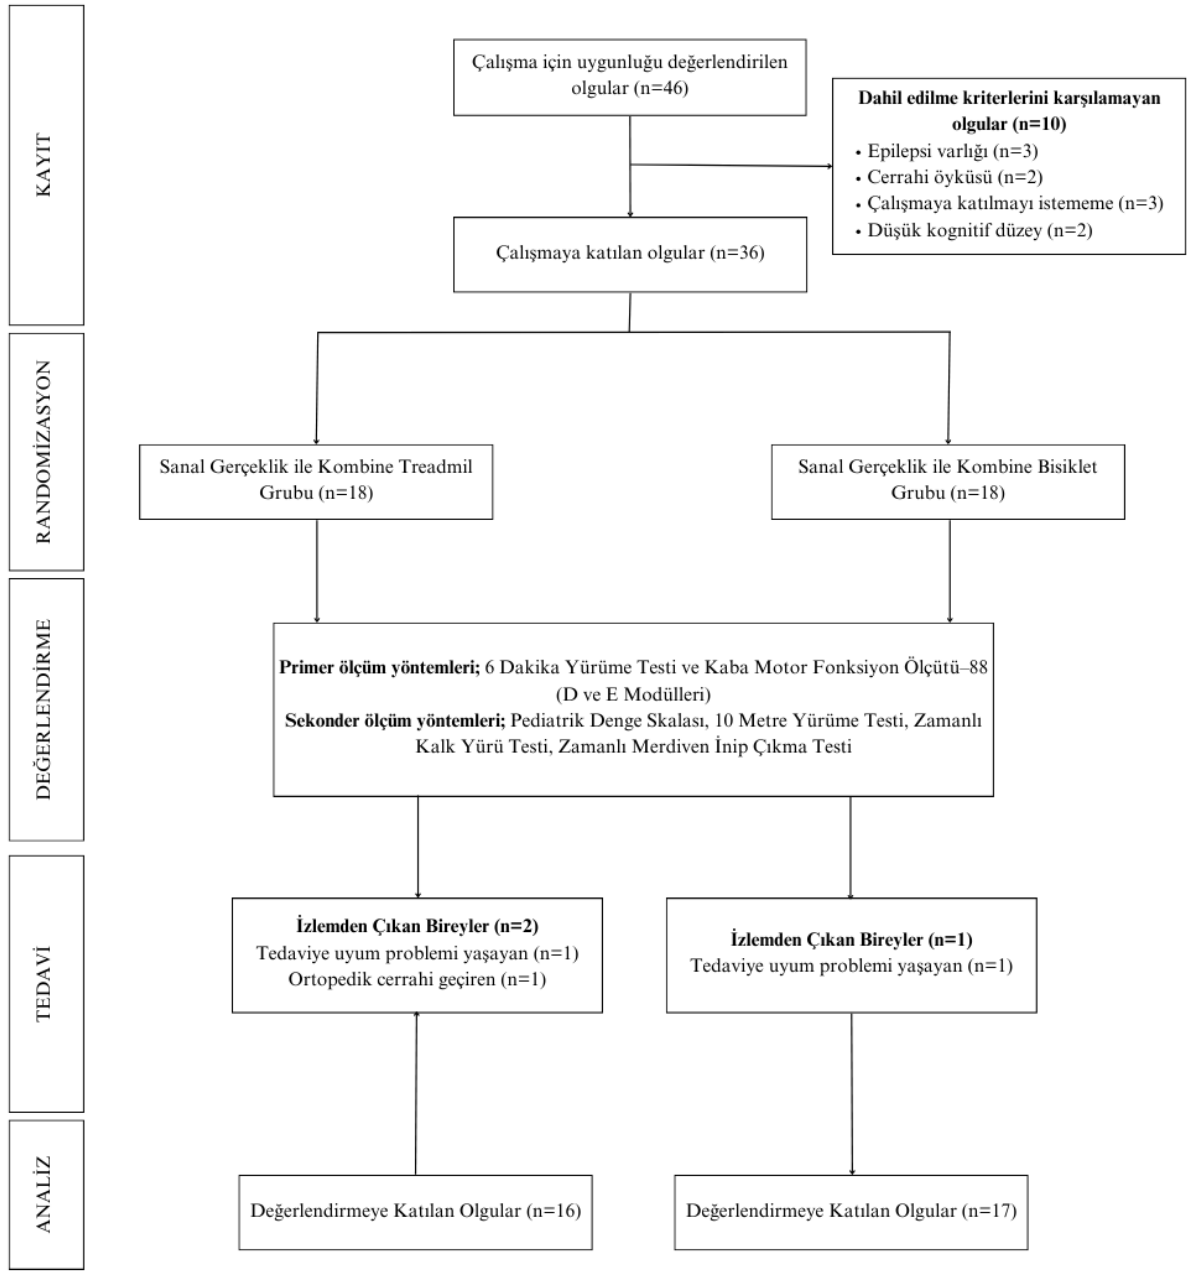 KAYIT
Çalışma için uygunluğu değerlendirilen
olgular (n=46)
Dahil edilme kriterlerini karşılamayan
olgular (n=10)
• Epilepsi varlığı (n=3)
• Cerrahi öyküsü (n=2)
• Çalışmaya katılmayı istememe (n=3)
• Düşük kognitif düzey (n=2)
Çalışmaya katılan olgular (n=36)
RANDOMİZASYON
Sanal Gerçeklik ile Kombine Treadmil
Grubu (n=18)
Sanal Gerçeklik ile Kombine Bisiklet
Grubu (n=18)
DEĞERLENDİRME
Primer ölçüm yöntemleri; 6 Dakika Yürüme Testi ve Kaba Motor Fonksiyon Ölçütü–88
(D ve E Modülleri)
Sekonder ölçüm yöntemleri; Pediatrik Denge Skalası, 10 Metre Yürüme Testi, Zamanlı
Kalk Yürü Testi, Zamanlı Merdiven İnip Çıkma Testi
TEDAVİ
İzlemden Çıkan Bireyler (n=2)
Tedaviye uyum problemi yaşayan (n=1)
Ortopedik cerrahi geçiren (n=1)
İzlemden Çıkan Bireyler (n=1)
Tedaviye uyum problemi yaşayan (n=1)
ANALİZ
Değerlendirmeye Katılan Olgular (n=16)
Değerlendirmeye Katılan Olgular (n=17)